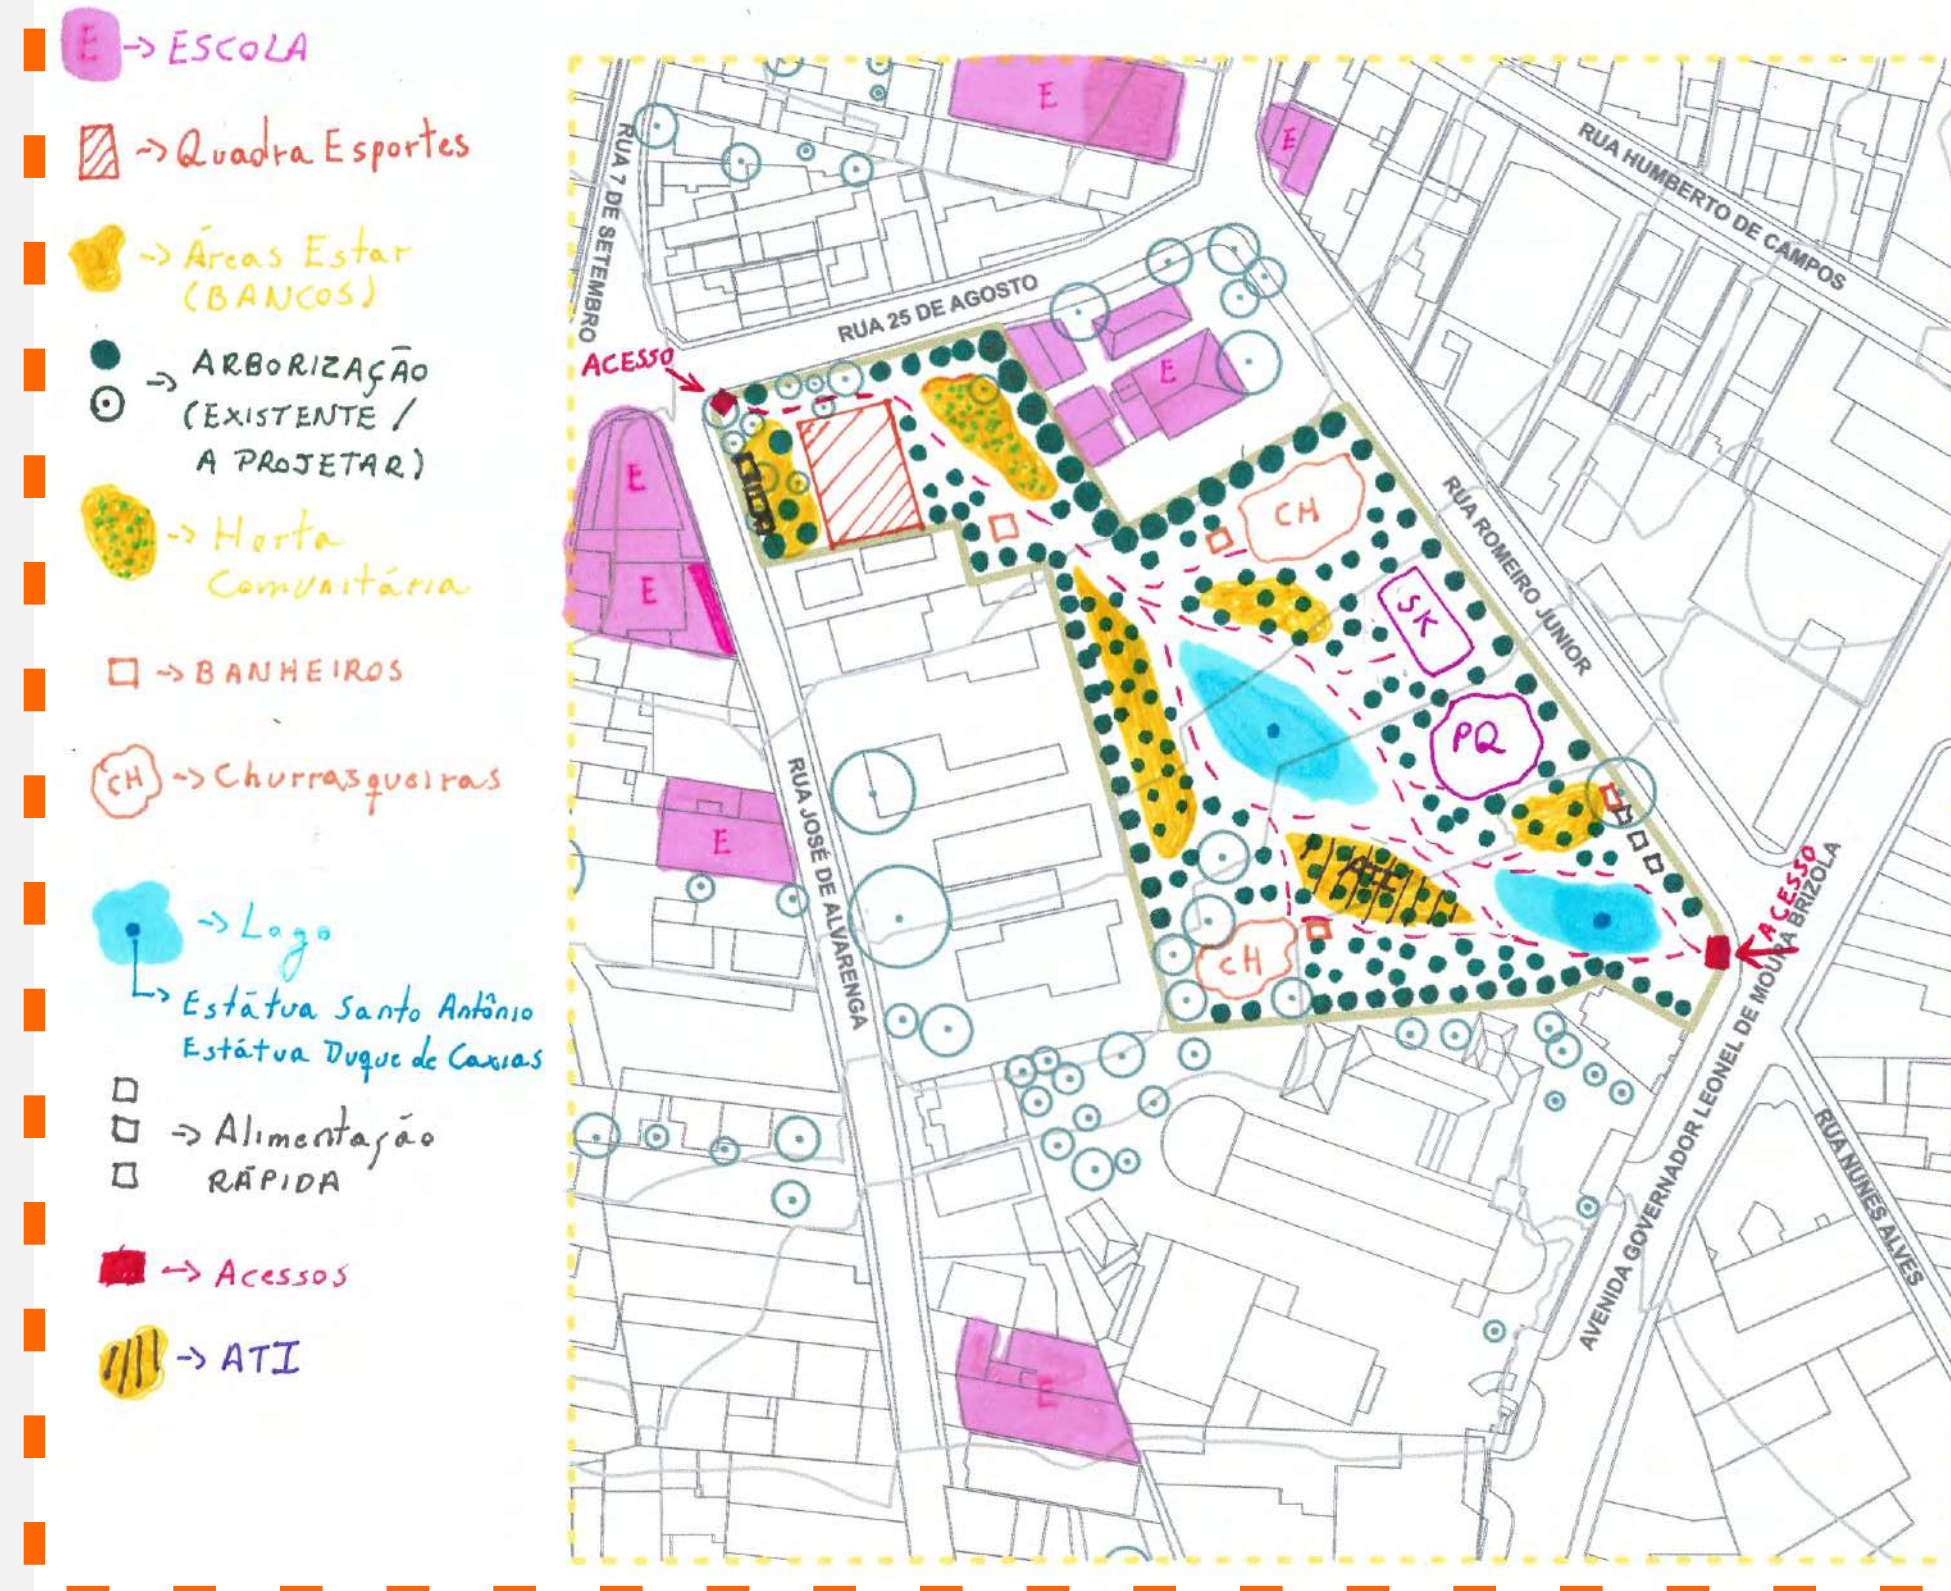 E → ESCOLA
→ Quadra Esportes
→ Áreas Estar
(BANCOS)
→ ARBORIZAÇÃO
(EXISTENTE /
A PROJETAR)
→ Horta
Comunitária
→ BANHEIROS
CH → Churrasqueiras
→ Lago
Estátua Santo Antônio
Estátua Duque de Caxias
→ Alimentação
RÁPIDA
→ Acessos
→ ATI
E
E
RUA 7 DE SETEMBRO
RUA HUMBERTO DE CAMPOS
RUA 25 DE AGOSTO
ACESSO
E
E
E
CH
RUA ROMEIRO JUNIOR
SK
PQ
E
RUA JOSÉ DE ALVARENGA
CH
ACESSO
AVENIDA GOVERNADOR LEONEL DE MOURA BRIZOLA
RUA NUNES ALVES
E